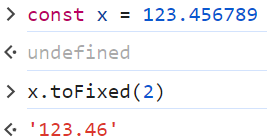 > const x = 123.456789
<· undefined
> x.toFixed(2)
<· '123.46'